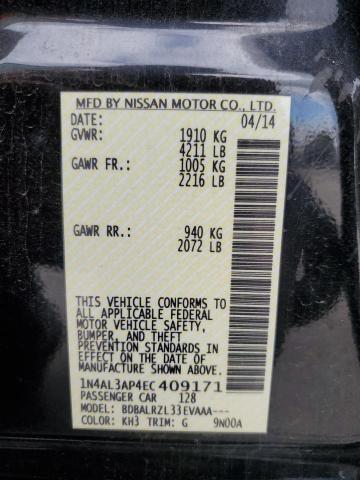 MFD BY NISSAN MOTOR CO., LTD.
DATE: 04/14
GVWR: 1910 KG
4211 LB
GAWR FR: 1005 KG
2216 LB
GAWR RR: 940 KG
2072 LB
THIS VEHICLE CONFORMS TO
ALL APPLICABLE FEDERAL
MOTOR VEHICLE SAFETY,
BUMPER, AND THEFT
PREVENTION STANDARDS
IN EFFECT ON THE DATE OF
MANUFACTURE SHOWN ABOVE.
1N4AL3AP4EC409171
PASSENGER CAR 128
MODEL: BDBALRZL33EVAAA---
COLOR: KH3 TRIM: G 9N00A